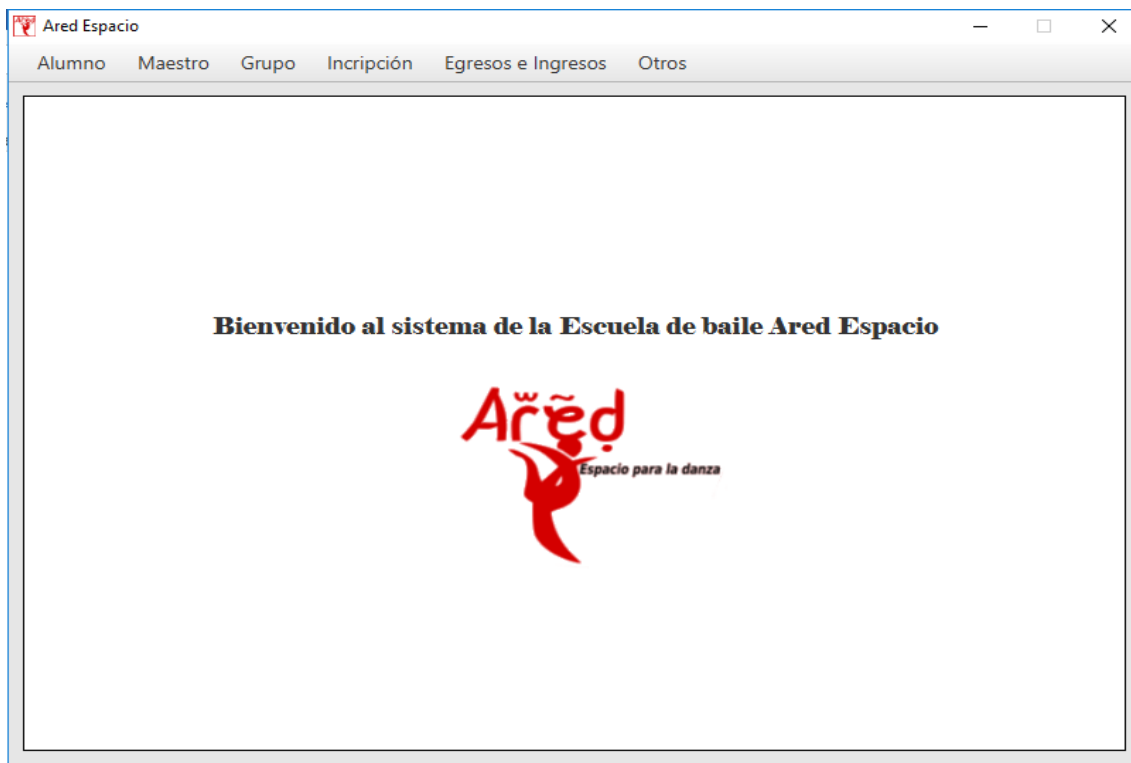 Ared Espacio
Alumno Maestro Grupo Incripción Egresos e Ingresos Otros
Bienvenido al sistema de la Escuela de baile Ared Espacio
Ared
Espacio para la danza